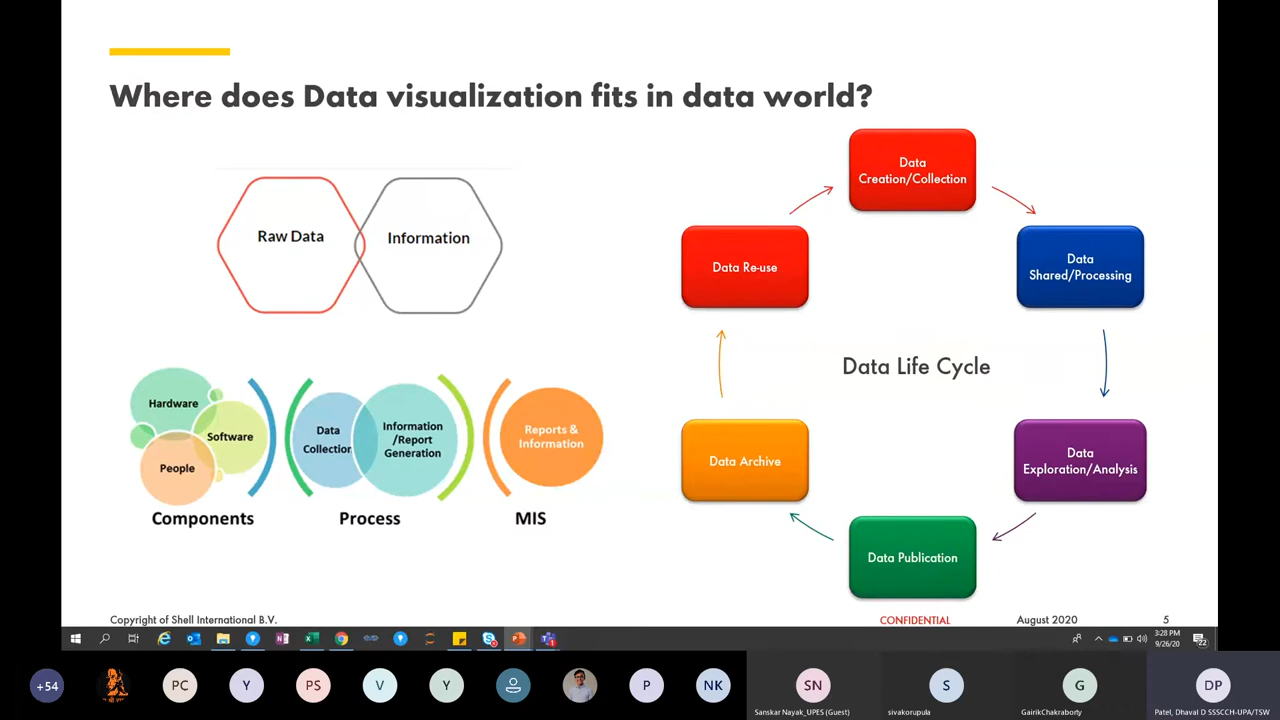 Where does Data visualization fits in data world?
Raw Data
Information
Hardware
Software
People
Components
Data
Collection
Information
/Report
Generation
Process
Reports &
Information
MIS
Data
Creation/Collection
Data
Shared/Processing
Data
Exploration/Analysis
Data Publication
Data Archive
Data Re-use
Data Life Cycle
Copyright of Shell International B.V.
CONFIDENTIAL
August 2020
5
3:28 PM
9/26/20
22
+54
PC
Y
PS
V
Y
P
NK
SN
Sanskar Nayak_UPES (Guest)
S
sivakorupula
G
GairikChakraborty
DP
Patel, Dhaval D SSSCCH-UPA/TSW